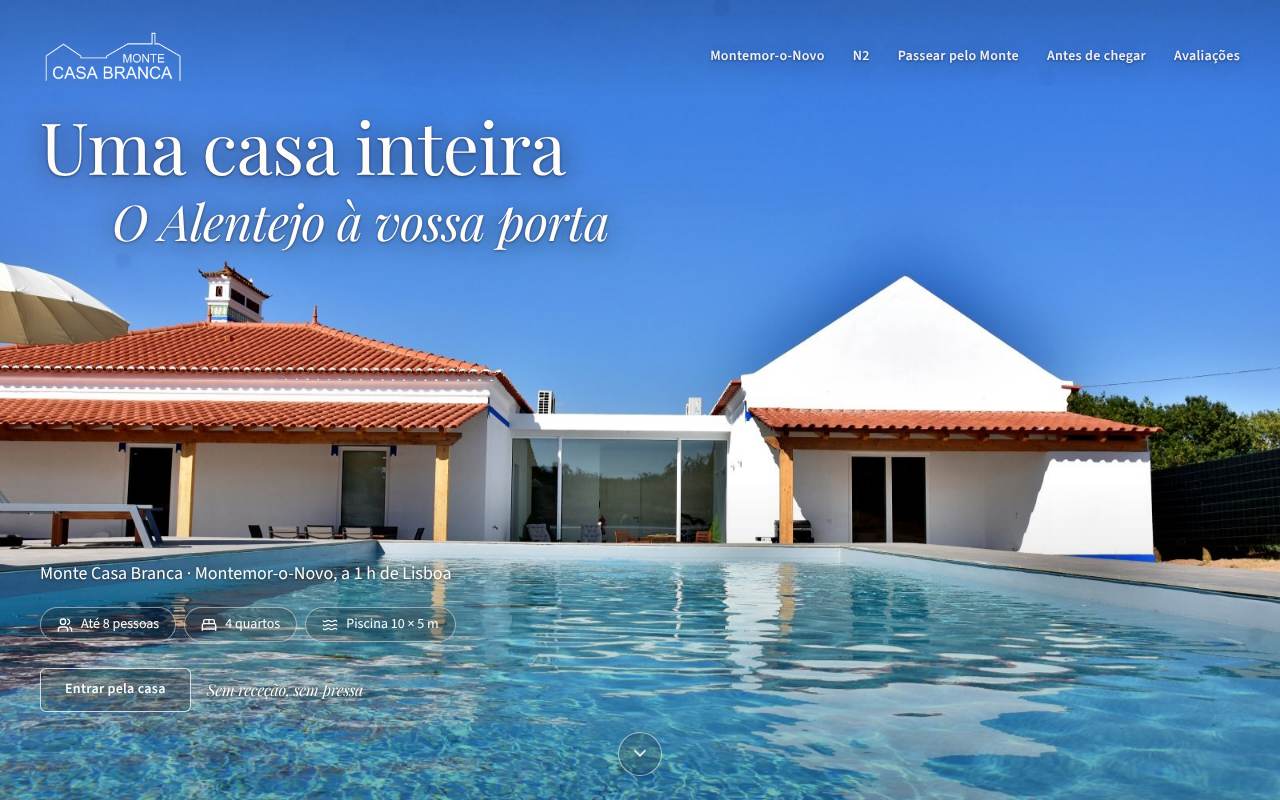 MONTE
CASA BRANCA
Montemor-o-Novo N2 Passear pelo Monte Antes de chegar Avaliações
Uma casa inteira
O Alentejo à vossa porta
Monte Casa Branca · Montemor-o-Novo, a 1 h de Lisboa
Até 8 pessoas 4 quartos Piscina 10 × 5 m
Entrar pela casa Sem receção, sem pressa